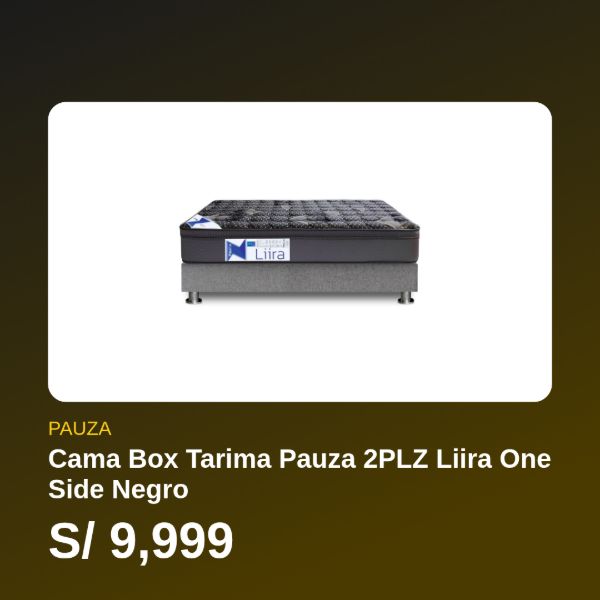 Liira
PAUZA
Cama Box Tarima Pauza 2PLZ Liira One
Side Negro
S/ 9,999